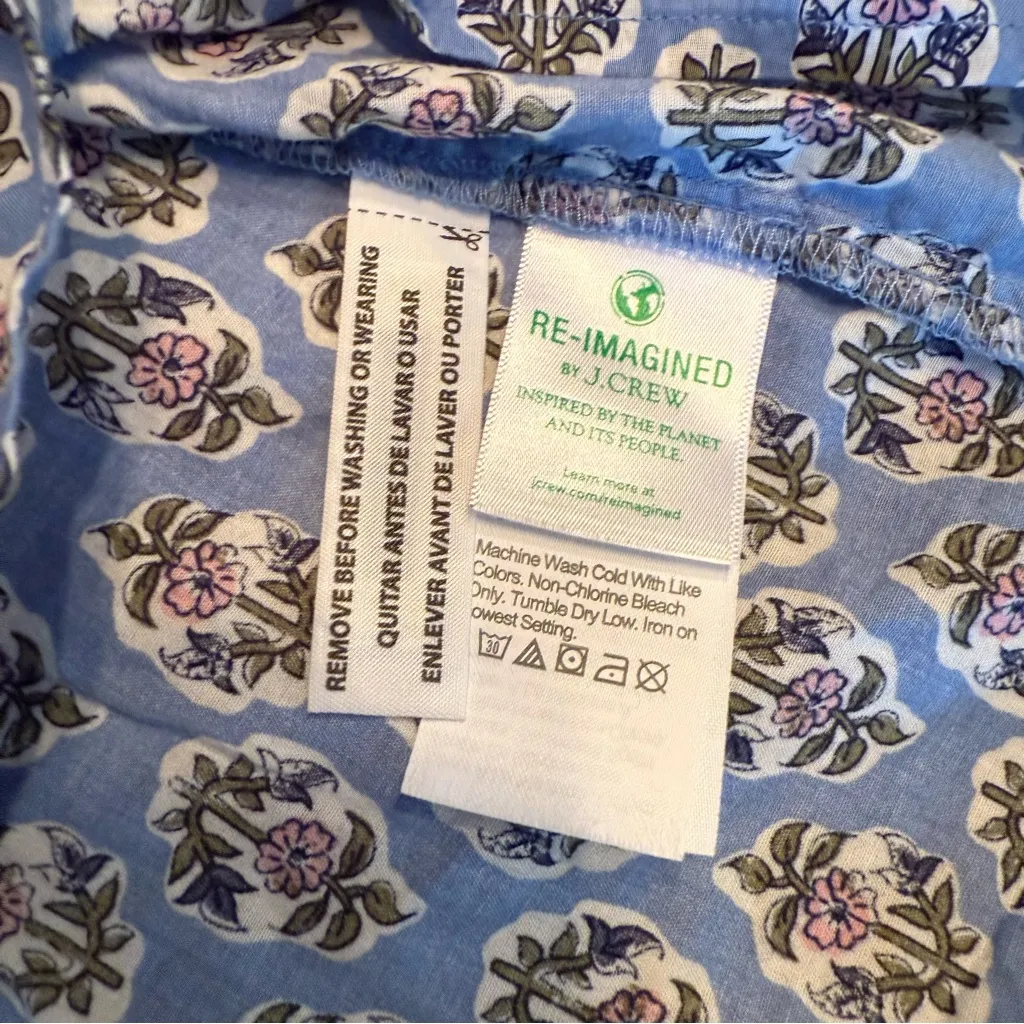 REMOVE BEFORE WASHING OR WEARING
QUITAR ANTES DE LAVAR O USAR
ENLEVER AVANT DE LAVER OU PORTER
RE-IMAGINED
BY J.CREW
INSPIRED BY THE PLANET
AND ITS PEOPLE.
Learn more at
jcrew.com/reimagined
Machine Wash Cold With Like
Colors. Non-Chlorine Bleach
Only. Tumble Dry Low. Iron on
owest Setting.
30